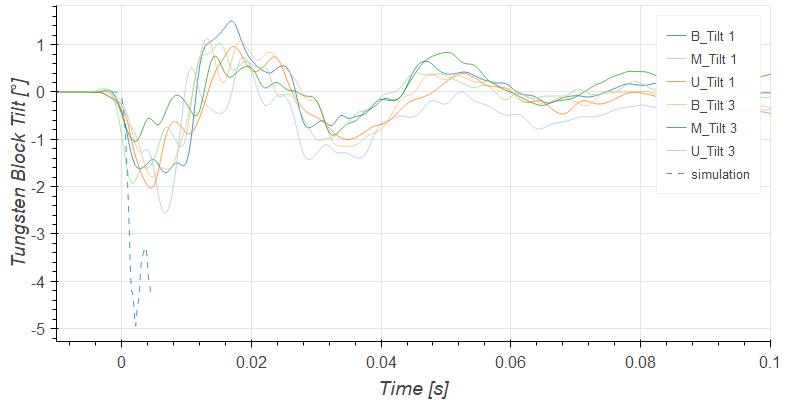 Tungsten Block Tilt [°]
1
0
-1
-2
-3
-4
-5
0
0.02
0.04
0.06
0.08
0.1
Time [s]
B_Tilt 1
M_Tilt 1
U_Tilt 1
B_Tilt 3
M_Tilt 3
U_Tilt 3
simulation